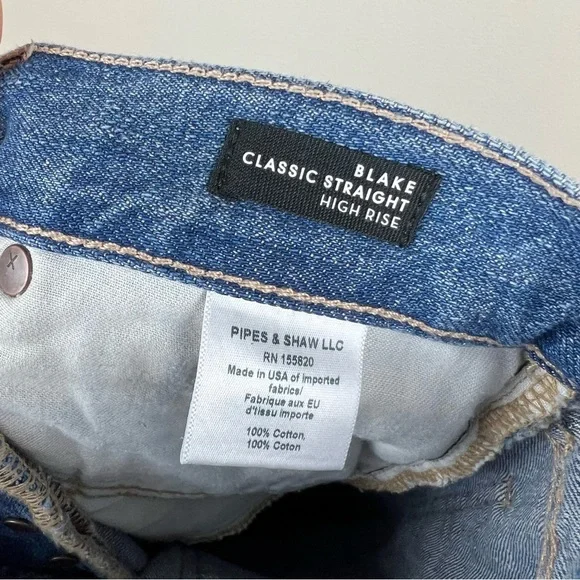 BLAKE
CLASSIC STRAIGHT
HIGH RISE
X
PIPES & SHAW LLC
RN 155820
Made in USA of imported
fabrics/
Fabrique aux EU
d'lissu importe
100% Cotton,
100% Coton